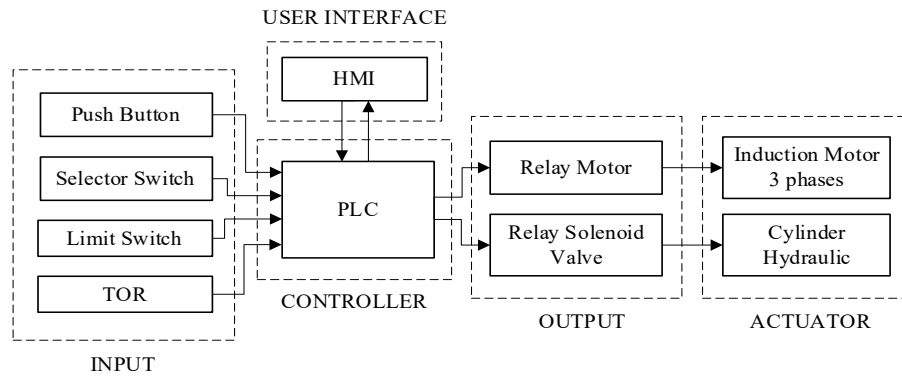 USER INTERFACE
HMI
Push Button
Selector Switch
Limit Switch
TOR
INPUT
PLC
CONTROLLER
Relay Motor
Relay Solenoid
Valve
OUTPUT
Induction Motor
3 phases
Cylinder
Hydraulic
ACTUATOR